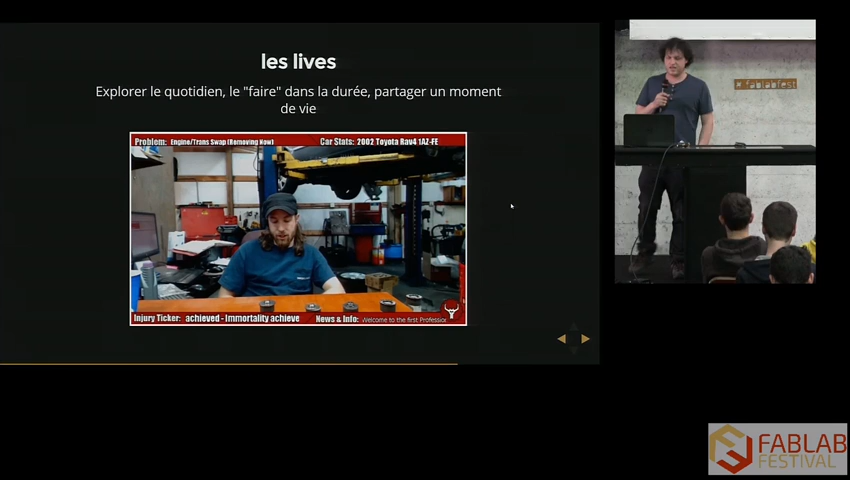 les lives
Explorer le quotidien, le "faire" dans la durée, partager un moment
de vie
Problem: Engine/Trans Swap (Removing Now) Car Stats: 2002 Toyota Rav4 1AZ-FE
Injury Ticker: achieved - Immortality achieve News & Info: Welcome to the first Professio
fablabfest
FABLAB
FESTIVAL